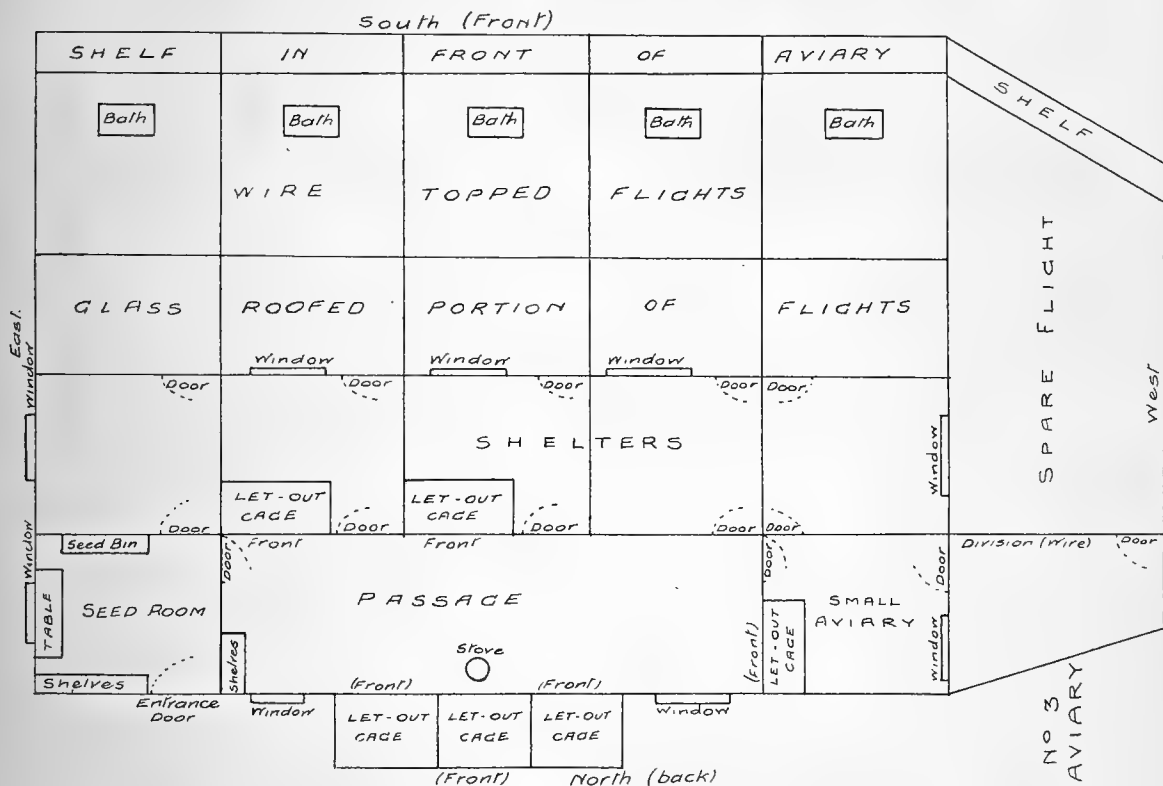 South (Front)
SHELF IN FRONT OF AVIARY
SHELF
Bath Bath Bath Bath Bath
WIRE TOPPED FLIGHTS
SPARE FLIGHT
GLASS ROOFED PORTION OF FLIGHTS
East.
Window
Window Window Window
Door Door Door Door Door
West
SHELTERS
Window
LET-OUT
CAGE
LET-OUT
CAGE
Door Door Door Door Door
Window
Seed Bin
Front Front
Door
Door
Division (Wire) Door
Door
TABLE
SEED ROOM
PASSAGE
SMALL
AVIARY
Stove
Shelves
(Front)
LET-OUT
CAGE
Window
Shelves
Entrance
Door
Window
(Front) (Front)
Window
LET-OUT
CAGE
LET-OUT
CAGE
LET-OUT
CAGE
(Front)
North (back)
No 3
AVIARY